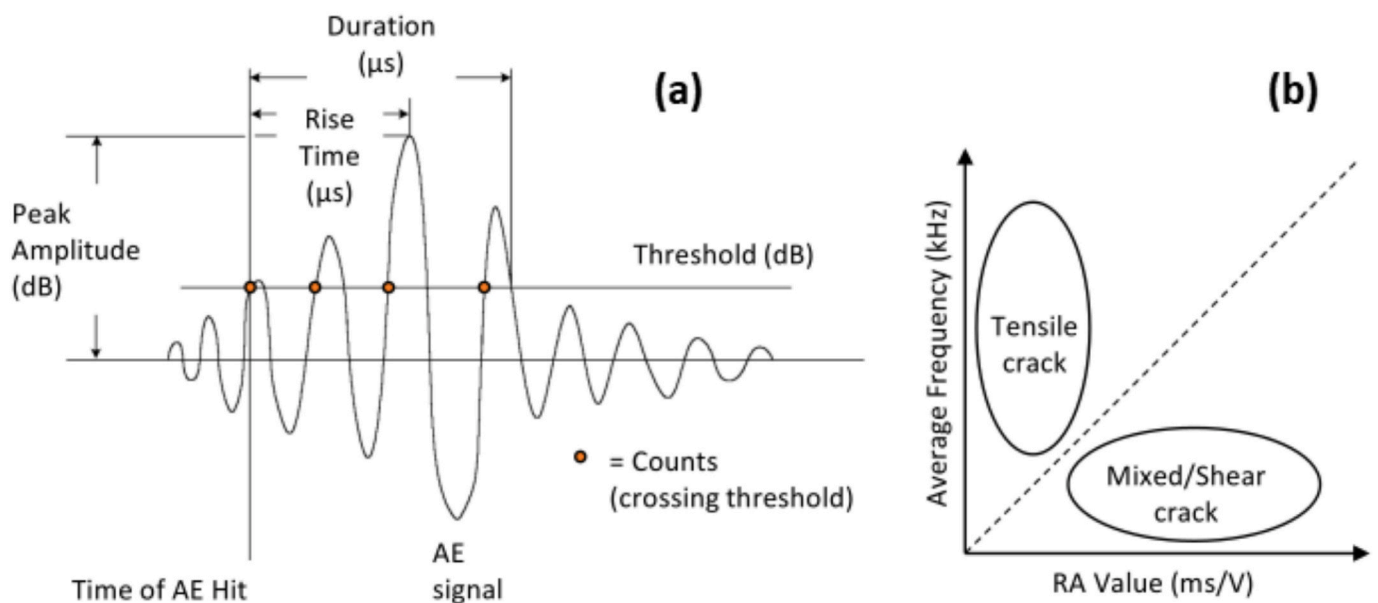 Duration
(μs)
(a)
(b)
Rise
Time
(μs)
Peak
Amplitude
(dB)
Threshold (dB)
= Counts
(crossing threshold)
AE
signal
Time of AE Hit
Average Frequency (kHz)
Tensile
crack
Mixed/Shear
crack
RA Value (ms/V)